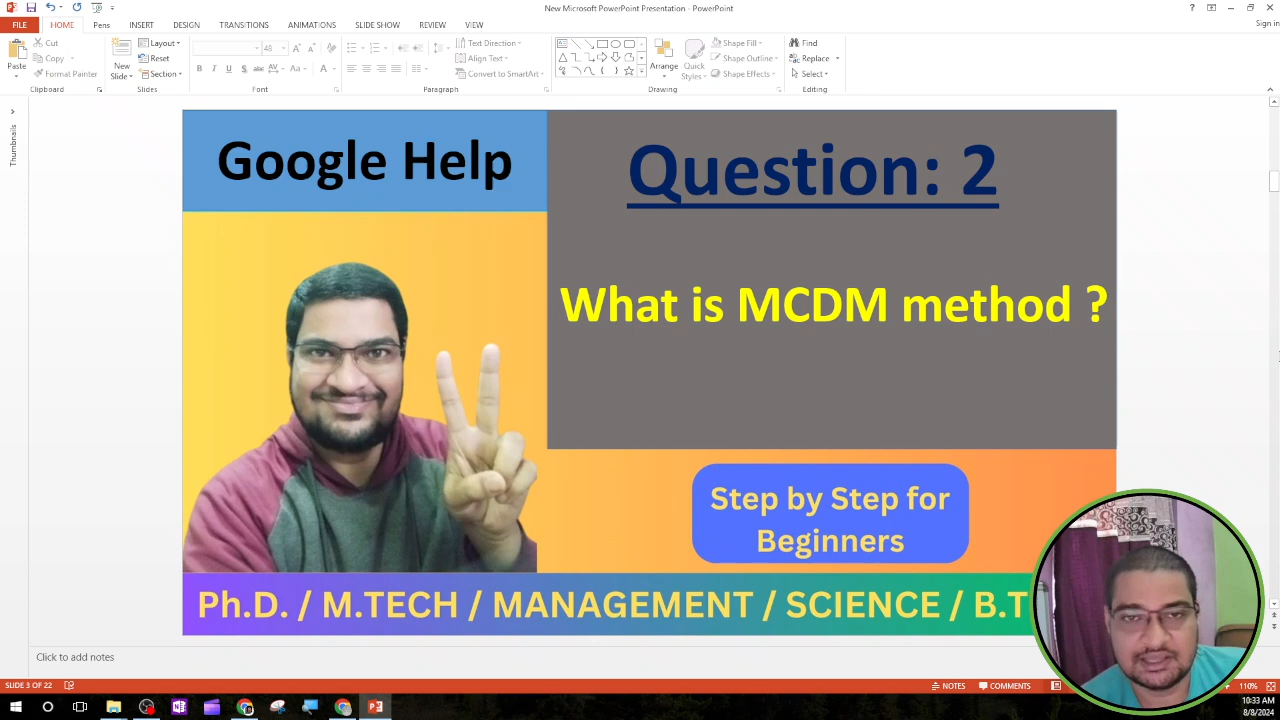 New Microsoft PowerPoint Presentation - PowerPoint
Sign in
FILE HOME Pens INSERT DESIGN TRANSITIONS ANIMATIONS SLIDE SHOW REVIEW VIEW
Paste
Cut
Copy
Format Painter
Clipboard
New Slide
Layout
Reset
Section
Slides
48
Font
Text Direction
Align Text
Convert to SmartArt
Paragraph
Arrange
Quick Styles
Shape Fill
Shape Outline
Shape Effects
Drawing
Find
Replace
Select
Editing
Thumbnails
Google Help
Question: 2
What is MCDM method ?
Step by Step for
Beginners
Ph.D. / M.TECH / MANAGEMENT / SCIENCE / B.T
Click to add notes
SLIDE 3 OF 22
NOTES COMMENTS 110%
10:33 AM
8/8/2024